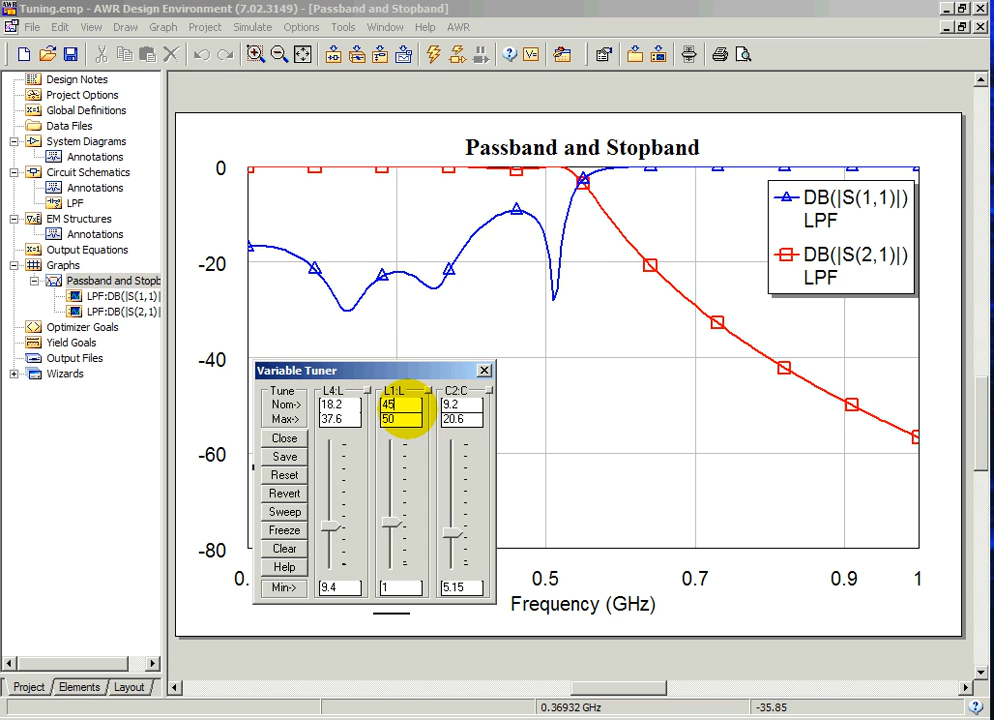 Tuning.emp - AWR Design Environment (7.02.3149) - [Passband and Stopband]
File Edit View Draw Graph Project Simulate Options Tools Window Help AWR
Design Notes
Project Options
Global Definitions
Data Files
System Diagrams
Annotations
Circuit Schematics
Annotations
LPF
EM Structures
Annotations
Output Equations
Graphs
Passband and Stopb
LPF:DB(|S(1,1)|
LPF:DB(|S(2,1)|
Optimizer Goals
Yield Goals
Output Files
Wizards
Project Elements Layout
Passband and Stopband
0
-20
-40
-60
-80
0
DB(|S(1,1)|)
LPF
DB(|S(2,1)|)
LPF
0. 0.5 0.7 0.9 1
Frequency (GHz)
Variable Tuner
Tune L4:L L1:L C2:C
Nom-> 18.2 45 9.2
Max-> 37.6 50 20.6
Close
Save
Reset
Revert
Sweep
Freeze
Clear
Help
Min-> 9.4 1 5.15
0.36932 GHz -35.85